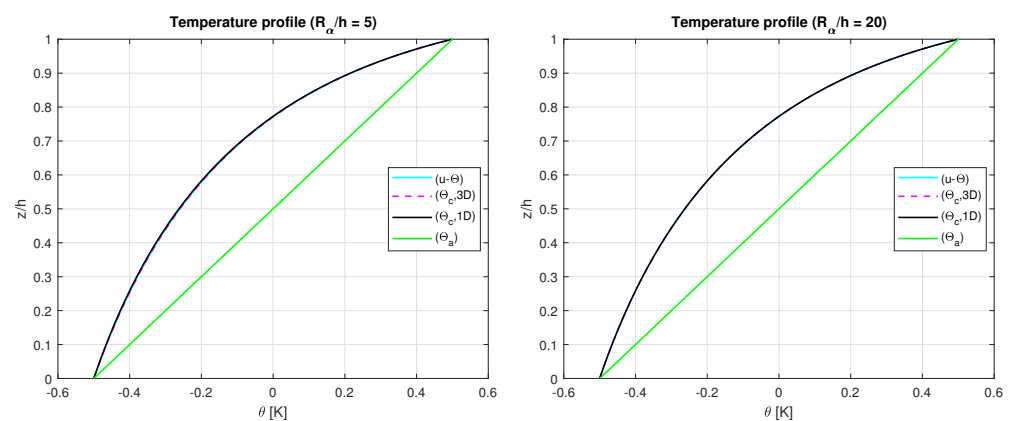 Temperature profile (R_α/h = 5)
1
0.9
0.8
0.7
0.6
0.5
0.4
0.3
0.2
0.1
0
z/h
(u-Θ)
(Θ_c,3D)
(Θ_c,1D)
(Θ_a)
-0.6 -0.4 -0.2 0 0.2 0.4 0.6
θ [K]
Temperature profile (R_α/h = 20)
1
0.9
0.8
0.7
0.6
0.5
0.4
0.3
0.2
0.1
0
z/h
(u-Θ)
(Θ_c,3D)
(Θ_c,1D)
(Θ_a)
-0.6 -0.4 -0.2 0 0.2 0.4 0.6
θ [K]